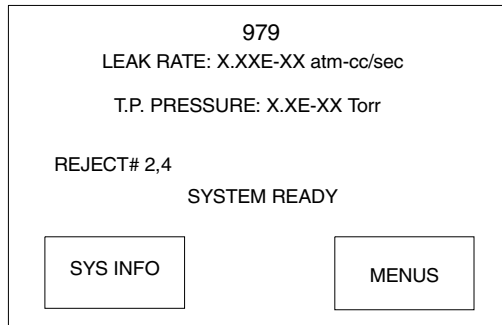 979
LEAK RATE: X.XXE-XX atm-cc/sec
T.P. PRESSURE: X.XE-XX Torr
REJECT# 2,4
SYSTEM READY
SYS INFO
MENUS